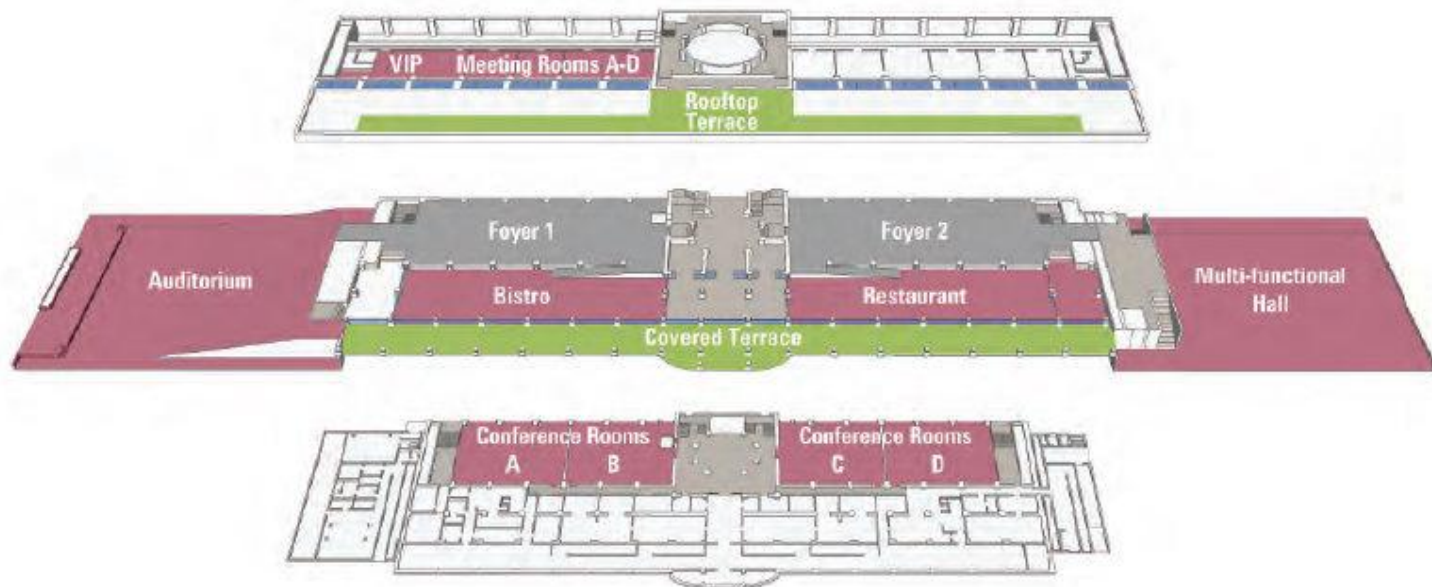 VIP Meeting Rooms A-D
Rooftop
Terrace
Foyer 1
Foyer 2
Auditorium
Bistro
Restaurant
Multi-functional
Hall
Covered Terrace
Conference Rooms
A B
Conference Rooms
C D